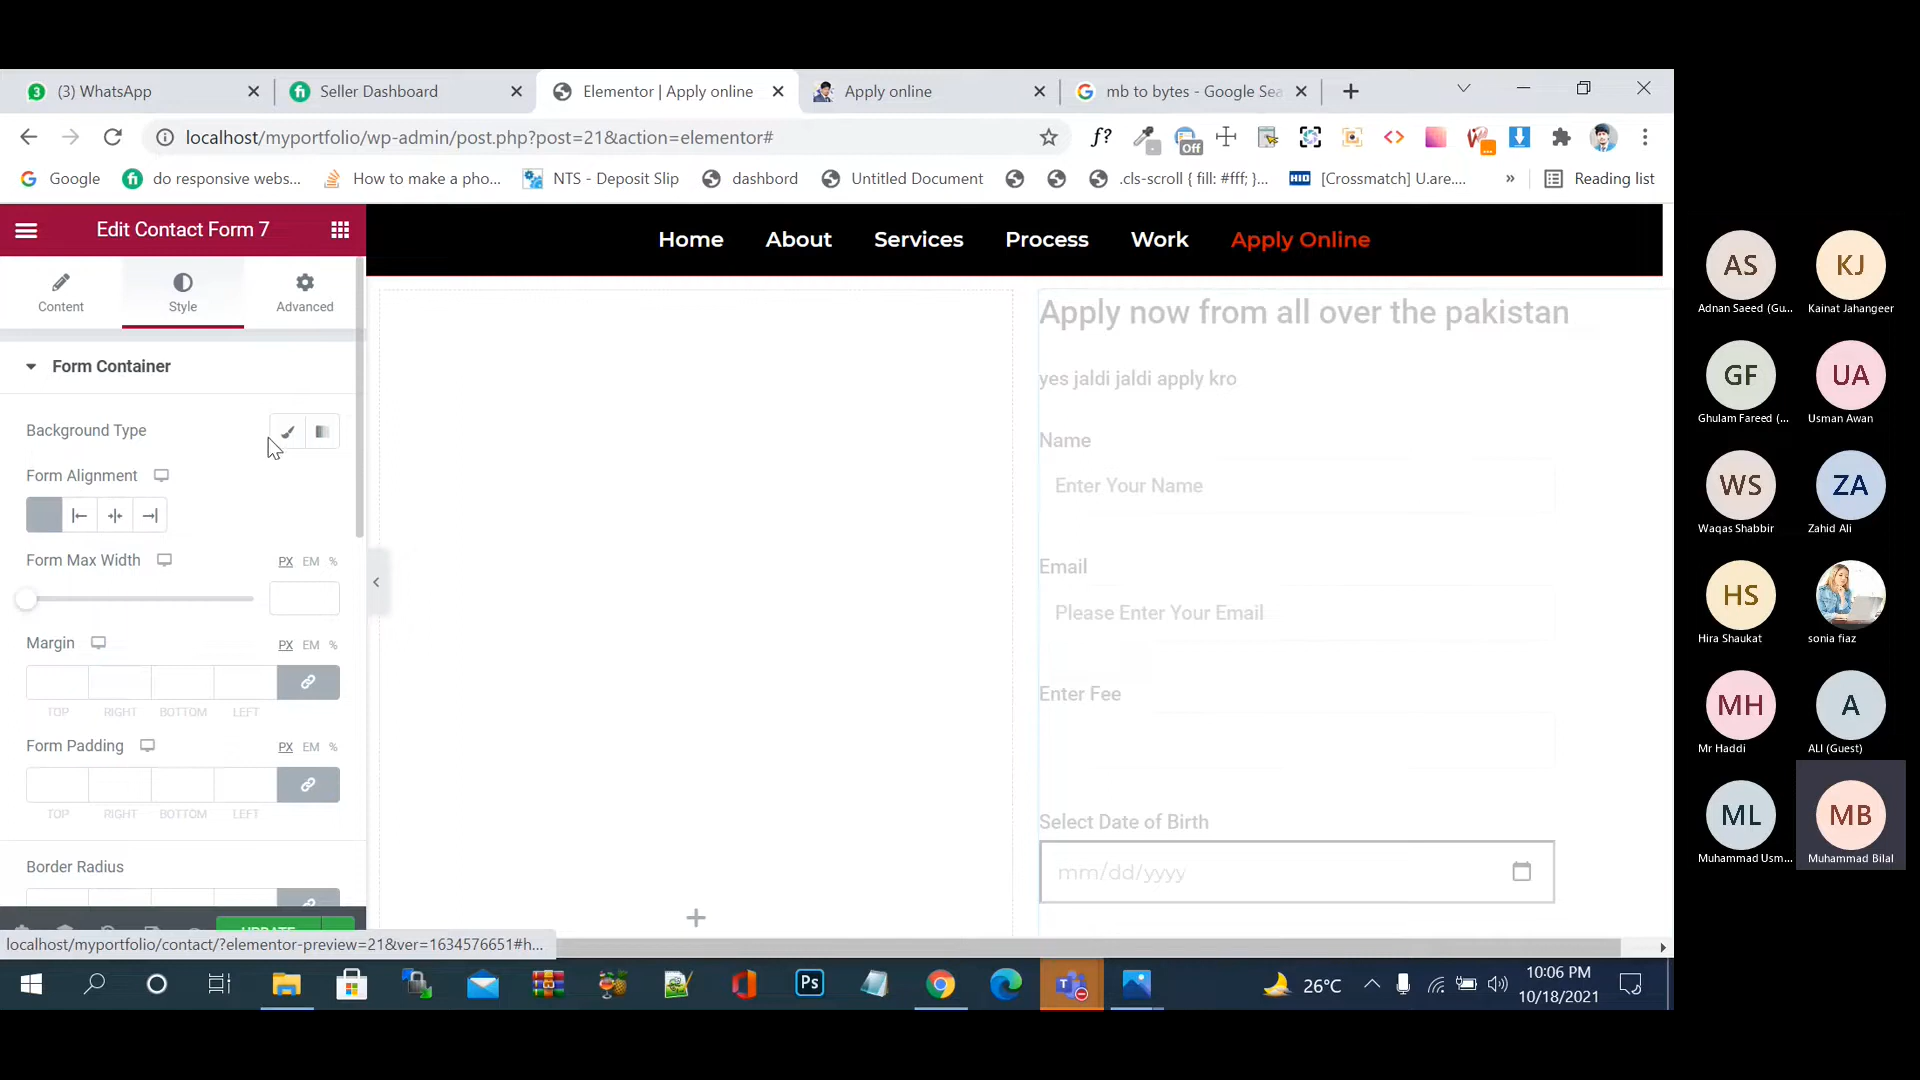 3 (3) WhatsApp
fi Seller Dashboard
Elementor | Apply online
Apply online
mb to bytes - Google Sea
localhost/myportfolio/wp-admin/post.php?post=21&action=elementor#
f?
Off
Google
fi do responsive webs...
How to make a pho...
NTS - Deposit Slip
dashbord
Untitled Document
.cls-scroll { fill: #fff; }...
HID [Crossmatch] U.are....
»
Reading list
Edit Contact Form 7
Content
Style
Advanced
Form Container
Background Type
Form Alignment
Form Max Width
PX EM %
Margin
PX EM %
TOP RIGHT BOTTOM LEFT
Form Padding
PX EM %
TOP RIGHT BOTTOM LEFT
Border Radius
UPDATE
localhost/myportfolio/contact/?elementor-preview=21&ver=1634576651#h...
Home About Services Process Work Apply Online
Apply now from all over the pakistan
yes jaldi jaldi apply kro
Name
Enter Your Name
Email
Please Enter Your Email
Enter Fee
Select Date of Birth
mm/dd/yyyy
Ps
T
26°C
10:06 PM
10/18/2021
AS
Adnan Saeed (Gu...
KJ
Kainat Jahangeer
GF
Ghulam Fareed (...
UA
Usman Awan
WS
Waqas Shabbir
ZA
Zahid Ali
HS
Hira Shaukat
sonia fiaz
MH
Mr Haddi
A
ALI (Guest)
ML
Muhammad Usm...
MB
Muhammad Bilal